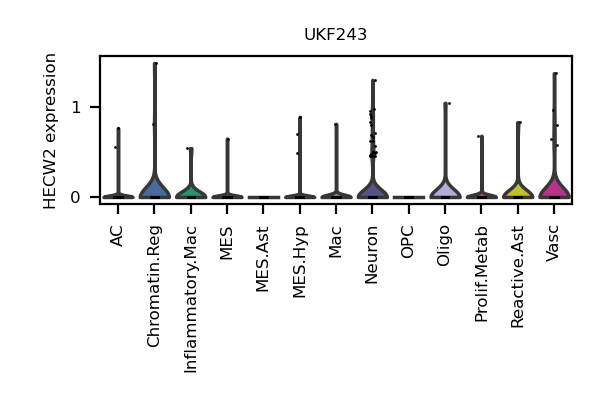 UKF243
HECW2 expression
1
0
AC
Chromatin.Reg
Inflammatory.Mac
MES
MES.Ast
MES.Hyp
Mac
Neuron
OPC
Oligo
Prolif.Metab
Reactive.Ast
Vasc